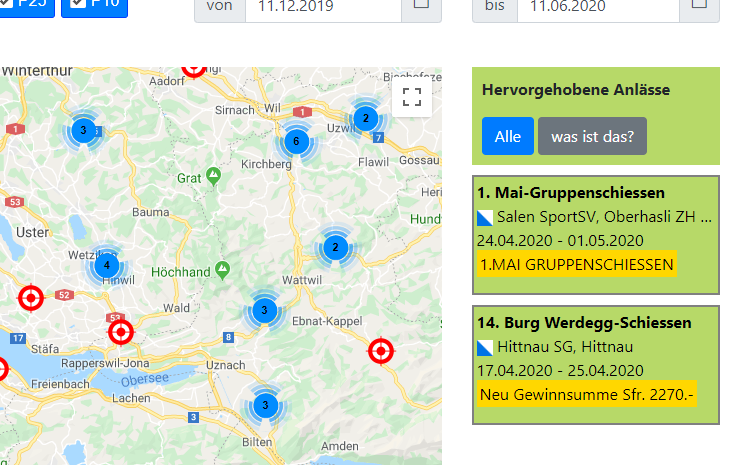 P25
P10
von
11.12.2019
bis
11.06.2020
Hervorgehobene Anlässe
Alle
was ist das?
1. Mai-Gruppenschiessen
Salen SportSV, Oberhasli ZH ...
24.04.2020 - 01.05.2020
1.MAI GRUPPENSCHIESSEN
14. Burg Werdegg-Schiessen
Hittnau SG, Hittnau
17.04.2020 - 25.04.2020
Neu Gewinnsumme Sfr. 2270.-
Winterthur
Aadorf
Sirnach
Wil
1
Uzwil
2
7
1
3
6
Kirchberg
Flawil
Gossau
Grat
53
Bauma
Uster
2
4
Hinwil
Höchhand
Wattwil
52
Wald
3
53
Ebnat-Kappel
17
Stäfa
8
Rapperswil-Jona
Uznach
Obersee
Freienbach
Lachen
3
3
Bilten
Amden